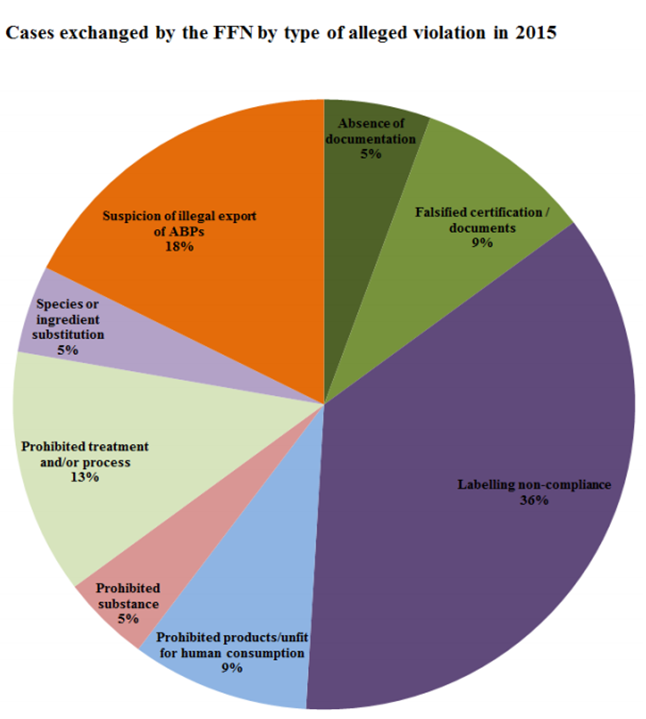 Cases exchanged by the FFN by type of alleged violation in 2015
Absence of
documentation
5%
Falsified certification /
documents
9%
Labelling non-compliance
36%
Prohibited products/unfit
for human consumption
9%
Prohibited
substance
5%
Prohibited treatment
and/or process
13%
Species or
ingredient
substitution
5%
Suspicion of illegal export
of ABPs
18%